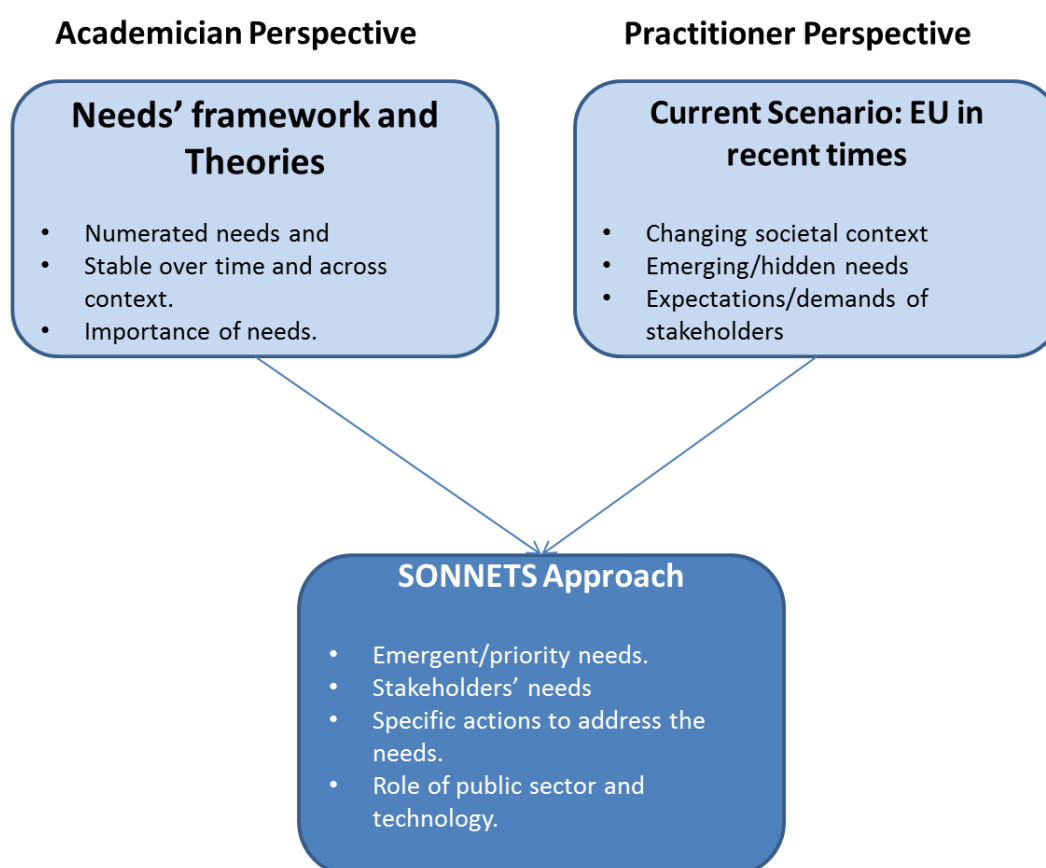 Academician Perspective
Needs’ framework and
Theories
• Numerated needs and
• Stable over time and across
context.
• Importance of needs.
Practitioner Perspective
Current Scenario: EU in
recent times
• Changing societal context
• Emerging/hidden needs
• Expectations/demands of
stakeholders
SONNETS Approach
• Emergent/priority needs.
• Stakeholders’ needs
• Specific actions to address the
needs.
• Role of public sector and
technology.